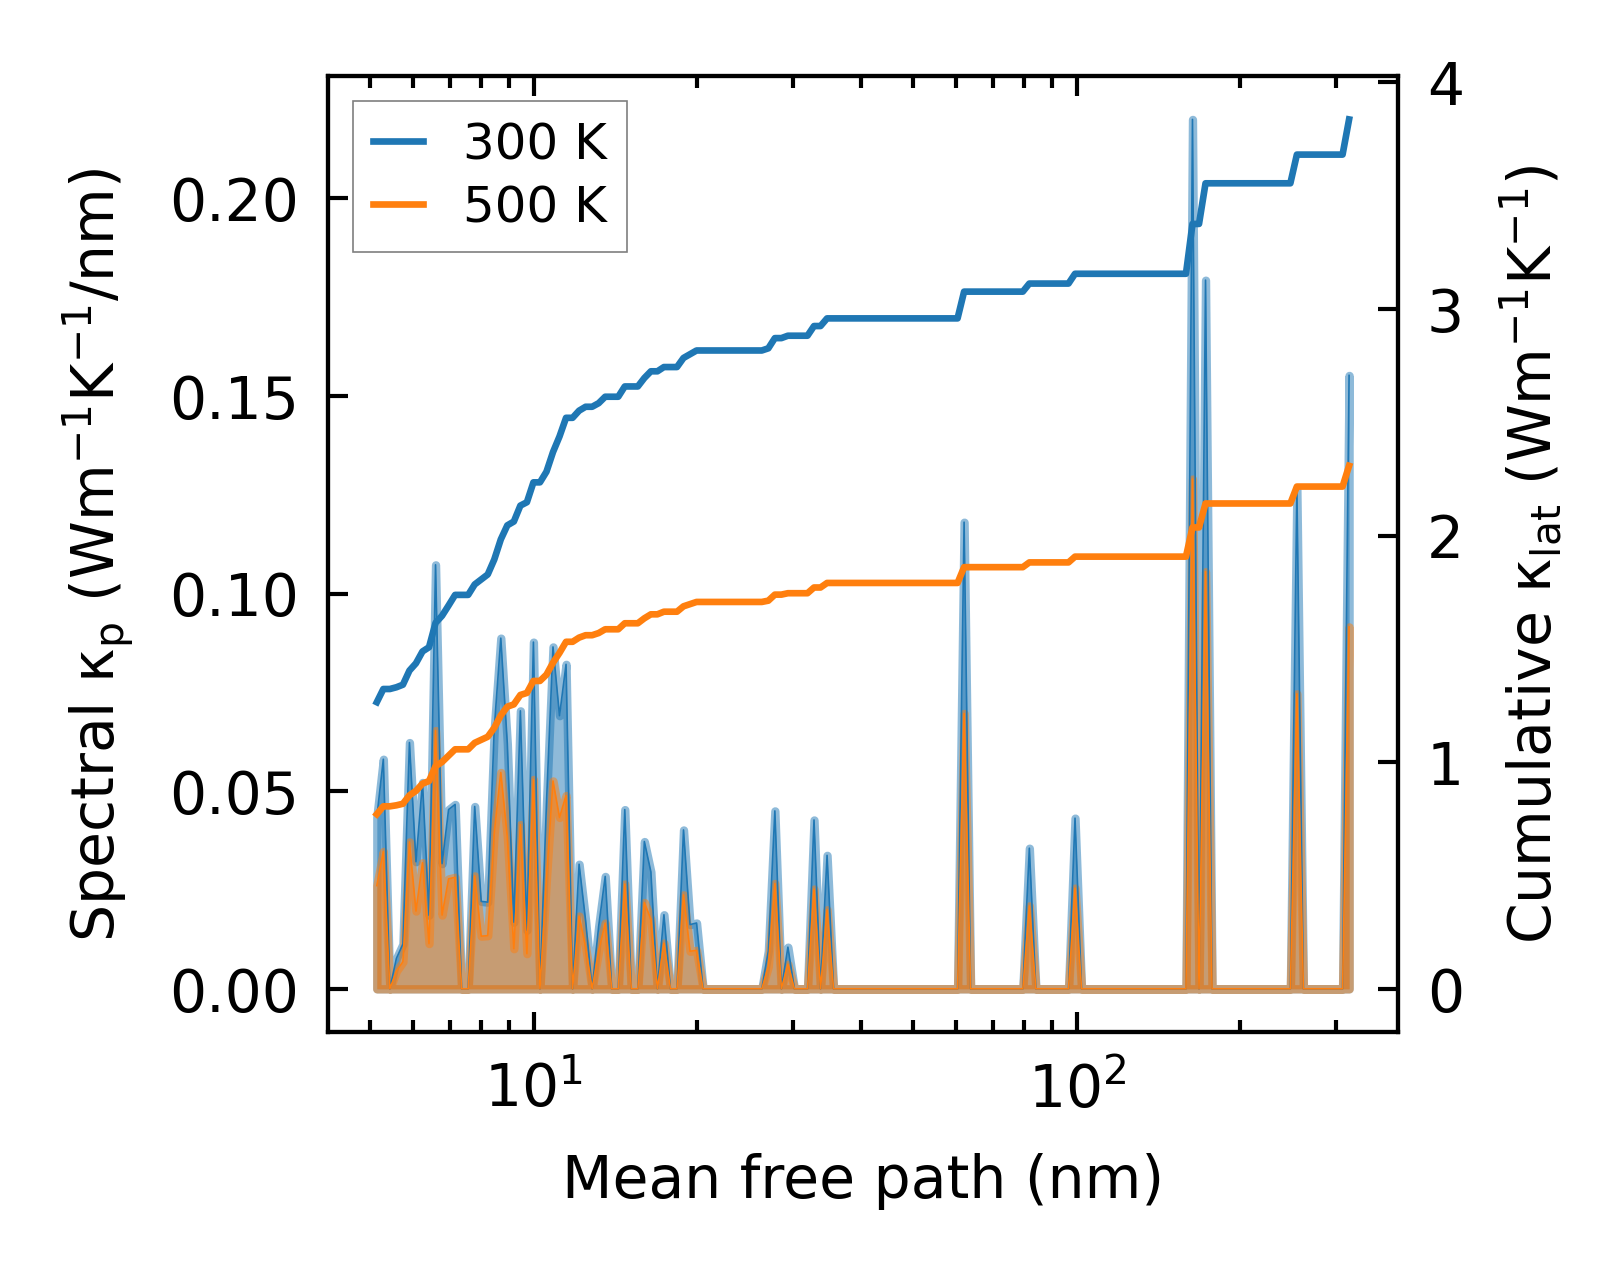 300 K
500 K
Spectral κₚ (Wm⁻¹K⁻¹/nm)
0.20
0.15
0.10
0.05
0.00
4
3
2
1
0
Cumulative κₗₐₜ (Wm⁻¹K⁻¹)
10¹
10²
Mean free path (nm)